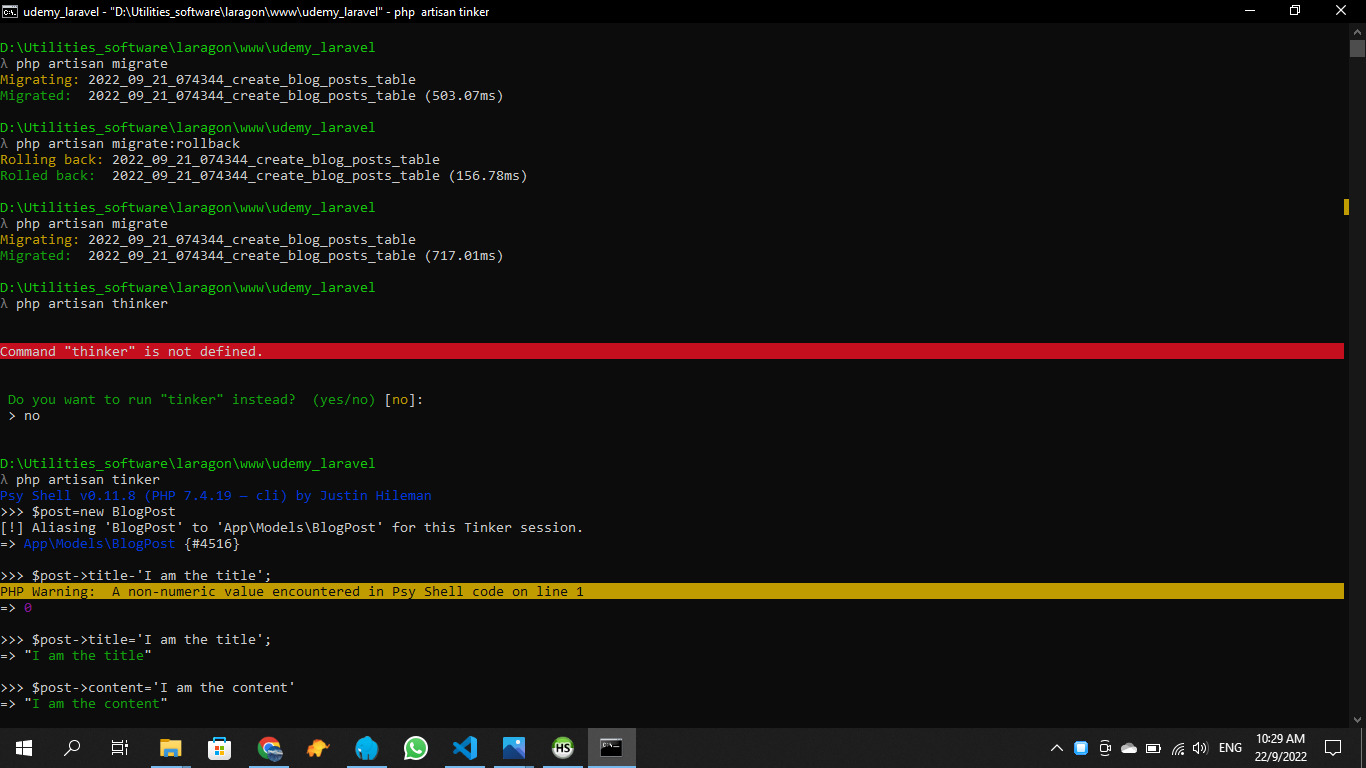 udemy_laravel - "D:\Utilities_software\laragon\www\udemy_laravel" - php  artisan tinker
D:\Utilities_software\laragon\www\udemy_laravel
λ php artisan migrate
Migrating: 2022_09_21_074344_create_blog_posts_table
Migrated:  2022_09_21_074344_create_blog_posts_table (503.07ms)
D:\Utilities_software\laragon\www\udemy_laravel
λ php artisan migrate:rollback
Rolling back: 2022_09_21_074344_create_blog_posts_table
Rolled back:  2022_09_21_074344_create_blog_posts_table (156.78ms)
D:\Utilities_software\laragon\www\udemy_laravel
λ php artisan migrate
Migrating: 2022_09_21_074344_create_blog_posts_table
Migrated:  2022_09_21_074344_create_blog_posts_table (717.01ms)
D:\Utilities_software\laragon\www\udemy_laravel
λ php artisan thinker
Command "thinker" is not defined.
Do you want to run "tinker" instead?  (yes/no) [no]:
> no
D:\Utilities_software\laragon\www\udemy_laravel
λ php artisan tinker
Psy Shell v0.11.8 (PHP 7.4.19 — cli) by Justin Hileman
>>> $post=new BlogPost
[!] Aliasing 'BlogPost' to 'App\Models\BlogPost' for this Tinker session.
=> App\Models\BlogPost {#4516}
>>> $post->title-'I am the title';
PHP Warning:  A non-numeric value encountered in Psy Shell code on line 1
=> 0
>>> $post->title='I am the title';
=> "I am the title"
>>> $post->content='I am the content'
=> "I am the content"
HS
ENG
10:29 AM
22/9/2022